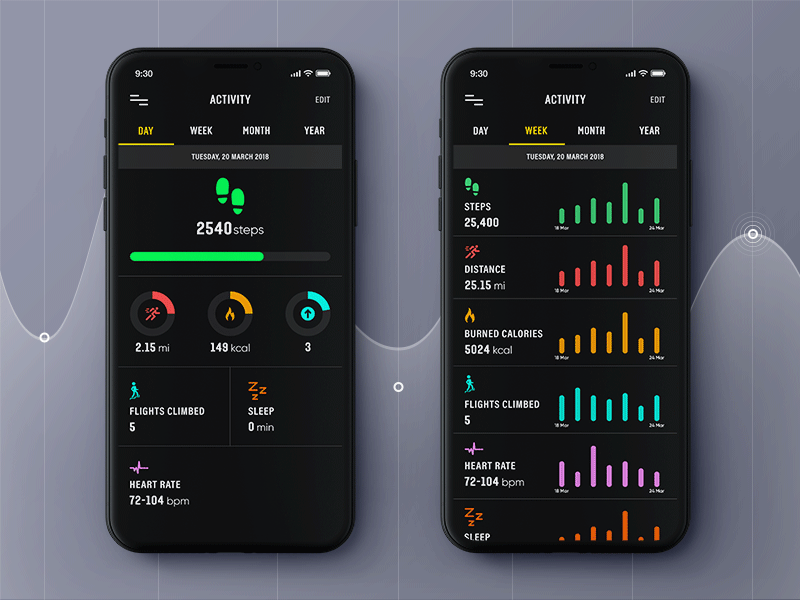 9:30
ACTIVITY
EDIT
DAY WEEK MONTH YEAR
TUESDAY, 20 MARCH 2018
2540 steps
2.15 mi 149 kcal 3
FLIGHTS CLIMBED
5
SLEEP
0 min
HEART RATE
72-104 bpm
9:30
ACTIVITY
EDIT
DAY WEEK MONTH YEAR
TUESDAY, 20 MARCH 2018
STEPS
25,400
18 Mar 24 Mar
DISTANCE
25.15 mi
18 Mar 24 Mar
BURNED CALORIES
5024 kcal
18 Mar 24 Mar
FLIGHTS CLIMBED
5
18 Mar 24 Mar
HEART RATE
72-104 bpm
18 Mar 24 Mar
SLEEP